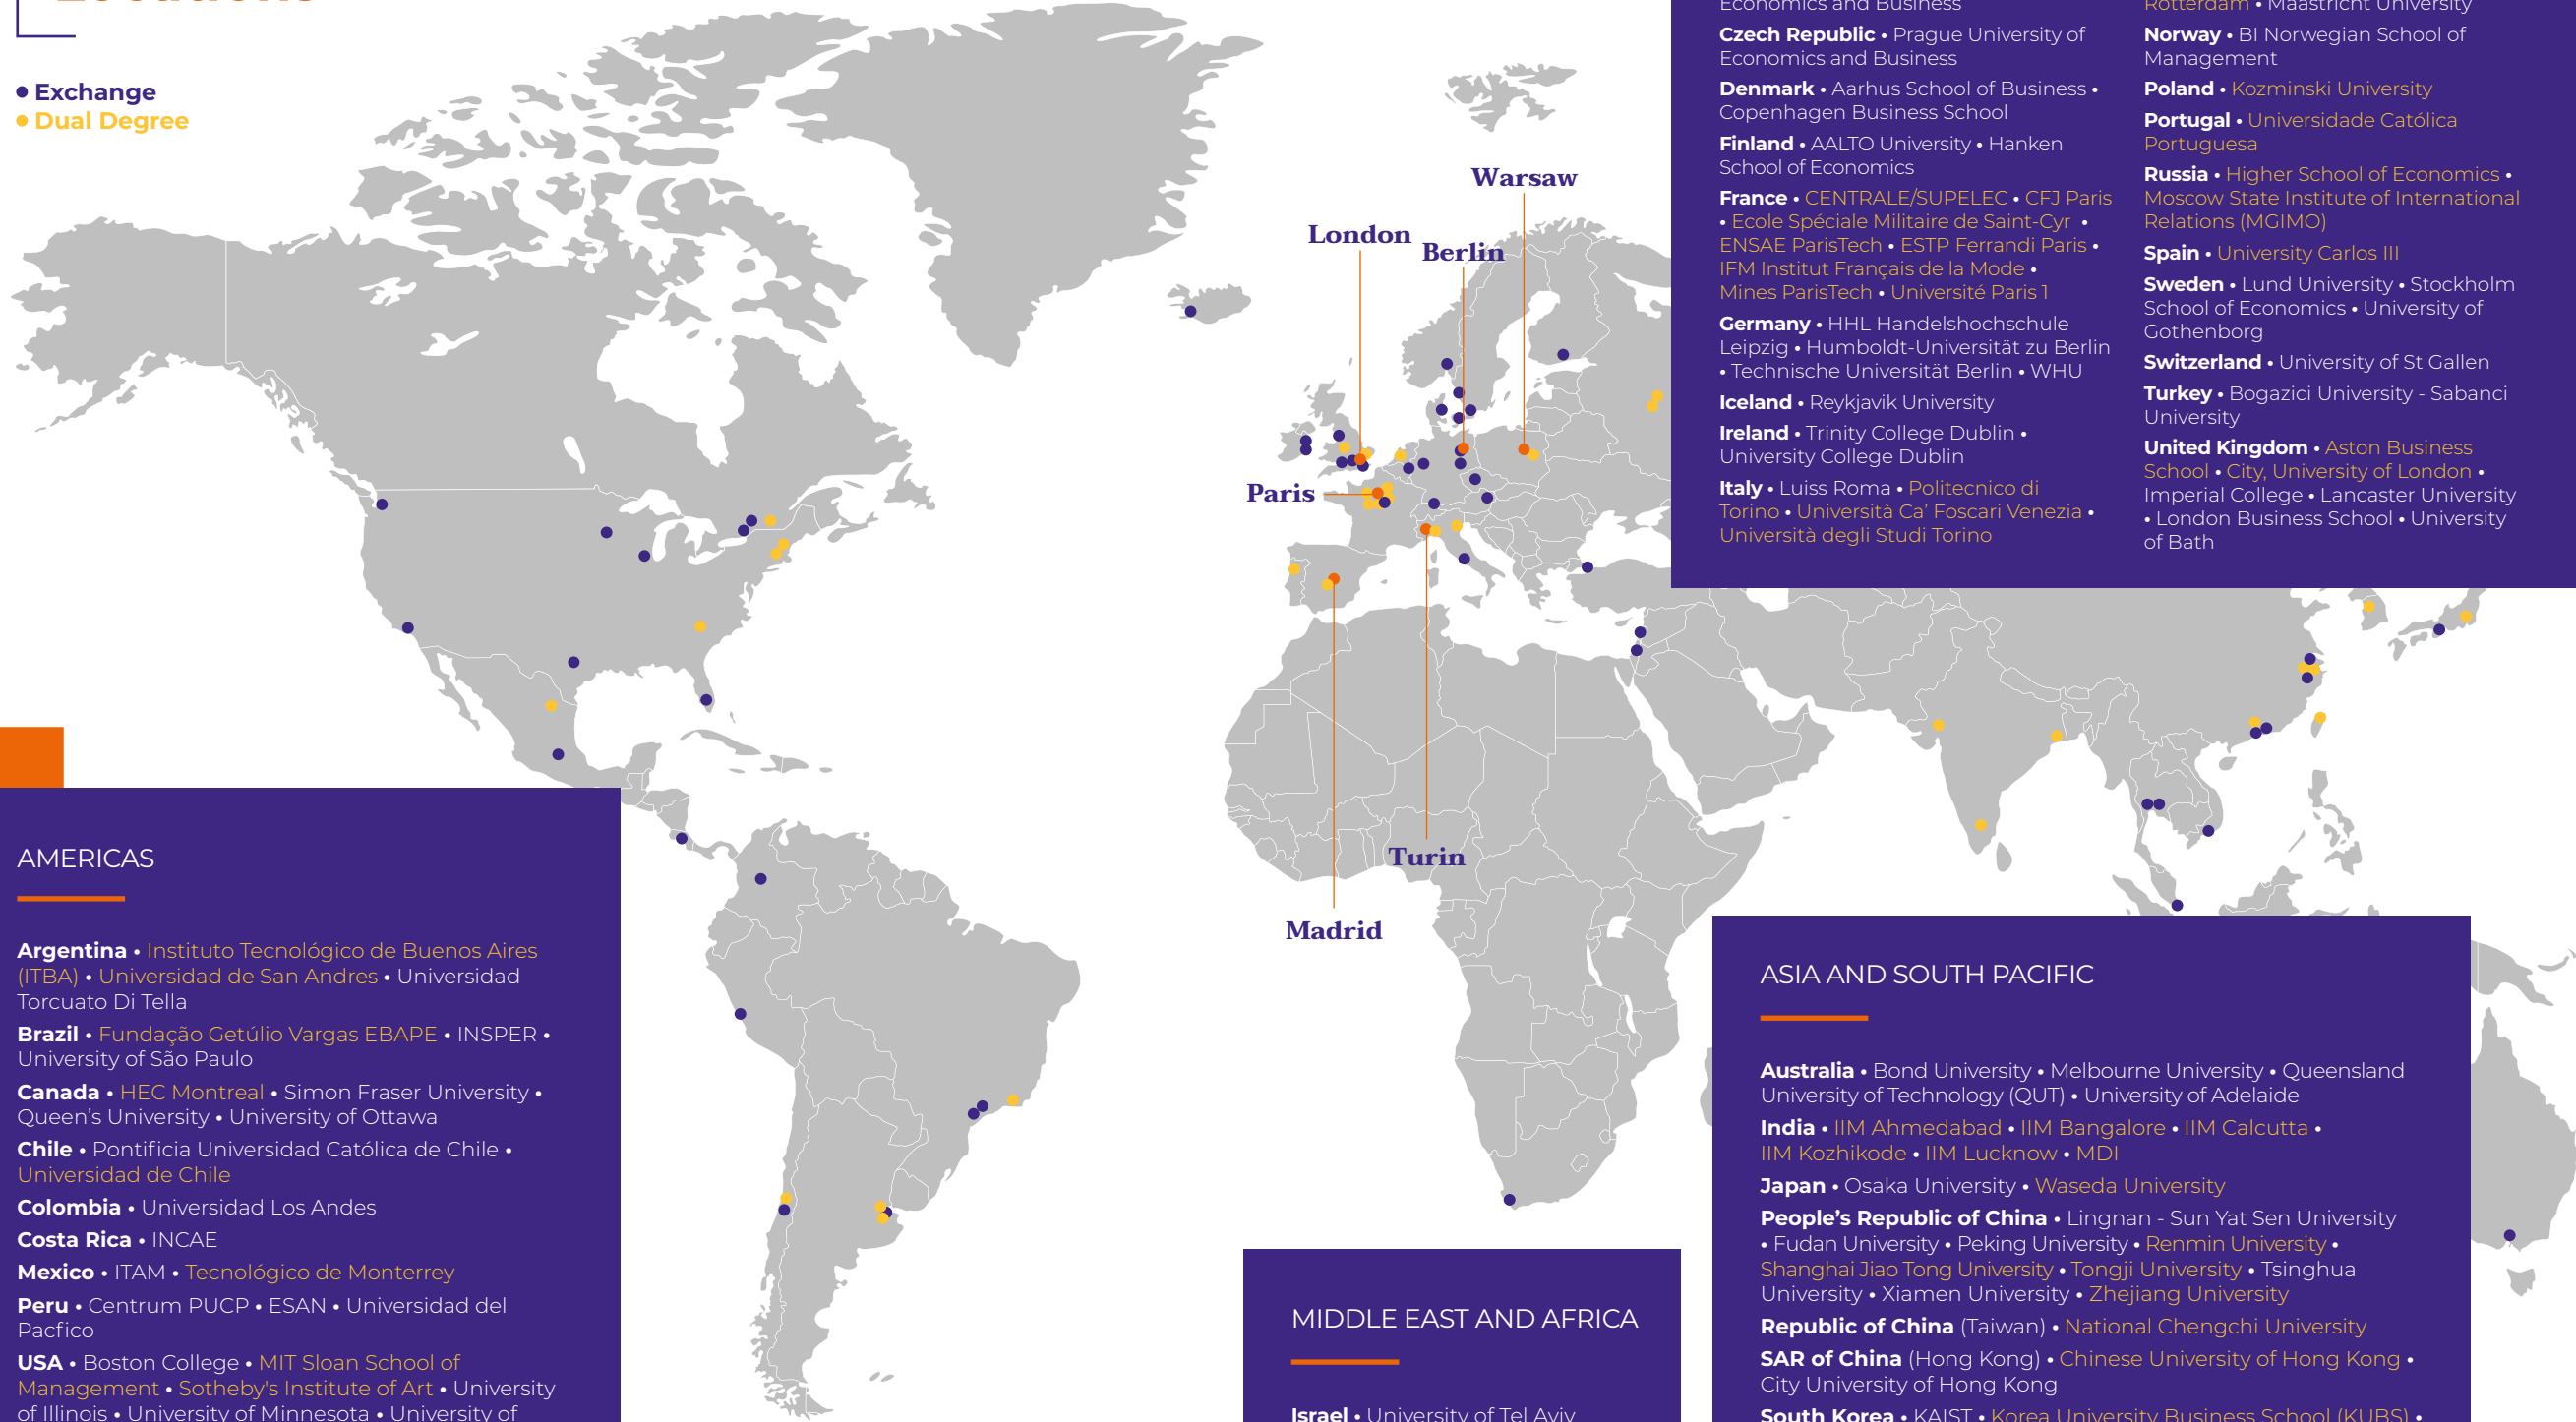 Locations
• Exchange
• Dual Degree
Warsaw
London
Berlin
Paris
Turin
Madrid
Economics and Business
Czech Republic • Prague University of
Economics and Business
Denmark • Aarhus School of Business •
Copenhagen Business School
Finland • AALTO University • Hanken
School of Economics
France • CENTRALE/SUPELEC • CFJ Paris
• Ecole Spéciale Militaire de Saint-Cyr •
ENSAE ParisTech • ESTP Ferrandi Paris •
IFM Institut Français de la Mode •
Mines ParisTech • Université Paris 1
Germany • HHL Handelshochschule
Leipzig • Humboldt-Universität zu Berlin
• Technische Universität Berlin • WHU
Iceland • Reykjavik University
Ireland • Trinity College Dublin •
University College Dublin
Italy • Luiss Roma • Politecnico di
Torino • Università Ca’ Foscari Venezia •
Università degli Studi Torino
Rotterdam • Maastricht University
Norway • BI Norwegian School of
Management
Poland • Kozminski University
Portugal • Universidade Católica
Portuguesa
Russia • Higher School of Economics •
Moscow State Institute of International
Relations (MGIMO)
Spain • University Carlos III
Sweden • Lund University • Stockholm
School of Economics • University of
Gothenborg
Switzerland • University of St Gallen
Turkey • Bogazici University - Sabanci
University
United Kingdom • Aston Business
School • City, University of London •
Imperial College • Lancaster University
• London Business School • University
of Bath
AMERICAS
Argentina • Instituto Tecnológico de Buenos Aires
(ITBA) • Universidad de San Andres • Universidad
Torcuato Di Tella
Brazil • Fundação Getúlio Vargas EBAPE • INSPER •
University of São Paulo
Canada • HEC Montreal • Simon Fraser University •
Queen’s University • University of Ottawa
Chile • Pontificia Universidad Católica de Chile •
Universidad de Chile
Colombia • Universidad Los Andes
Costa Rica • INCAE
Mexico • ITAM • Tecnológico de Monterrey
Peru • Centrum PUCP • ESAN • Universidad del
Pacfico
USA • Boston College • MIT Sloan School of
Management • Sotheby's Institute of Art • University
of Illinois • University of Minnesota • University of
MIDDLE EAST AND AFRICA
Israel • University of Tel Aviv
ASIA AND SOUTH PACIFIC
Australia • Bond University • Melbourne University • Queensland
University of Technology (QUT) • University of Adelaide
India • IIM Ahmedabad • IIM Bangalore • IIM Calcutta •
IIM Kozhikode • IIM Lucknow • MDI
Japan • Osaka University • Waseda University
People’s Republic of China • Lingnan - Sun Yat Sen University
• Fudan University • Peking University • Renmin University •
Shanghai Jiao Tong University • Tongji University • Tsinghua
University • Xiamen University • Zhejiang University
Republic of China (Taiwan) • National Chengchi University
SAR of China (Hong Kong) • Chinese University of Hong Kong •
City University of Hong Kong
South Korea • KAIST • Korea University Business School (KUBS) •